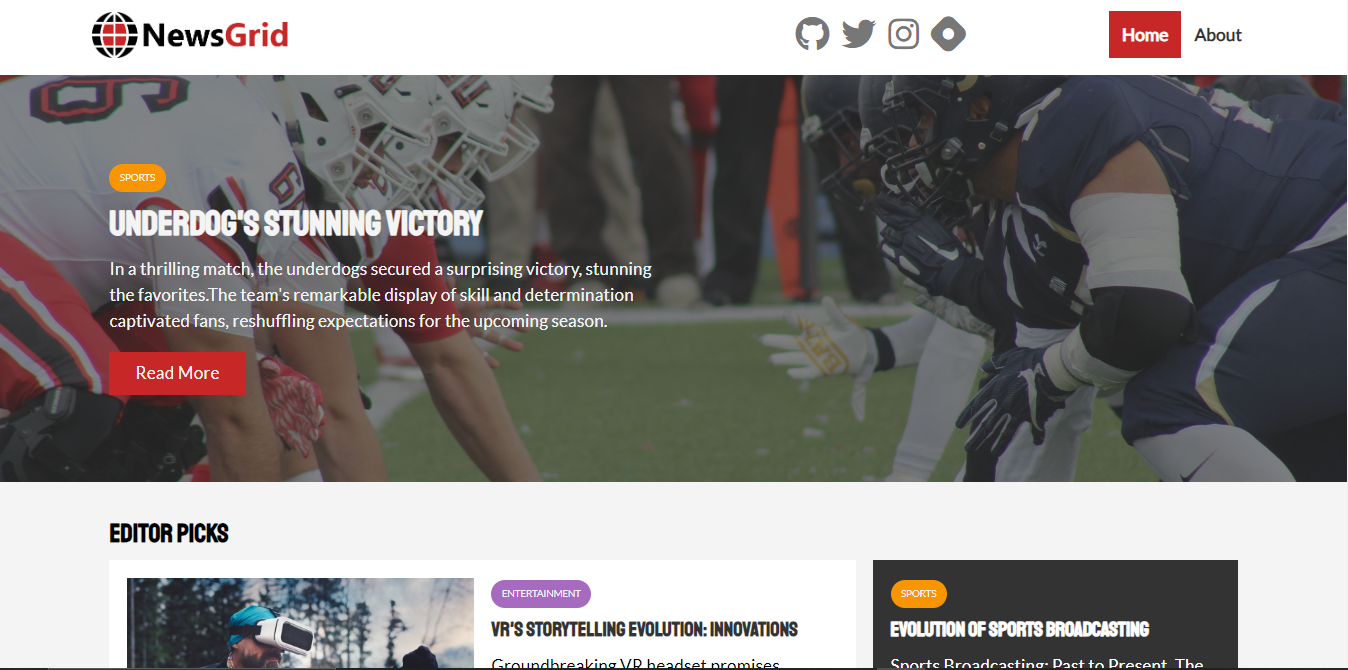 NewsGrid
Home
About
SPORTS
UNDERDOG'S STUNNING VICTORY
In a thrilling match, the underdogs secured a surprising victory, stunning
the favorites.The team's remarkable display of skill and determination
captivated fans, reshuffling expectations for the upcoming season.
Read More
EDITOR PICKS
ENTERTAINMENT
VR'S STORYTELLING EVOLUTION: INNOVATIONS
Groundbreaking VR headset promises
SPORTS
EVOLUTION OF SPORTS BROADCASTING
Sports Broadcasting: Past to Present. The